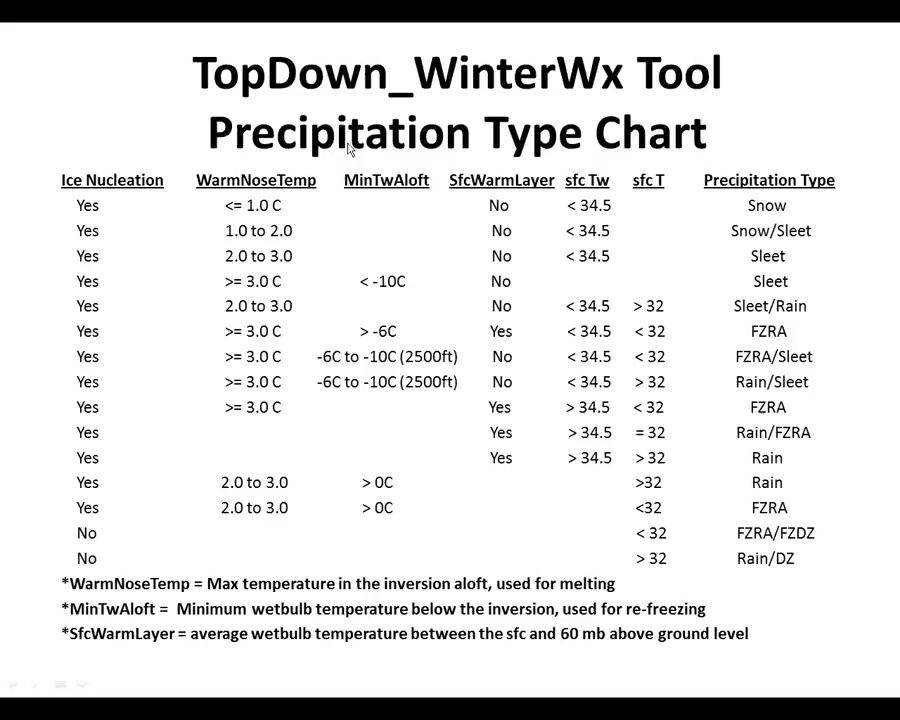 TopDown_WinterWx Tool
Precipitation Type Chart
Ice Nucleation WarmNoseTemp MinTwAloft SfcWarmLayer sfc Tw sfc T Precipitation Type
Yes <= 1.0 C No < 34.5 Snow
Yes 1.0 to 2.0 No < 34.5 Snow/Sleet
Yes 2.0 to 3.0 No < 34.5 Sleet
Yes >= 3.0 C < -10C No Sleet
Yes 2.0 to 3.0 No < 34.5 > 32 Sleet/Rain
Yes >= 3.0 C > -6C Yes < 34.5 < 32 FZRA
Yes >= 3.0 C -6C to -10C (2500ft) No < 34.5 < 32 FZRA/Sleet
Yes >= 3.0 C -6C to -10C (2500ft) No < 34.5 > 32 Rain/Sleet
Yes >= 3.0 C Yes > 34.5 < 32 FZRA
Yes Yes > 34.5 = 32 Rain/FZRA
Yes Yes > 34.5 > 32 Rain
Yes 2.0 to 3.0 > 0C >32 Rain
Yes 2.0 to 3.0 > 0C <32 FZRA
No < 32 FZRA/FZDZ
No > 32 Rain/DZ
*WarmNoseTemp = Max temperature in the inversion aloft, used for melting
*MinTwAloft = Minimum wetbulb temperature below the inversion, used for re-freezing
*SfcWarmLayer = average wetbulb temperature between the sfc and 60 mb above ground level